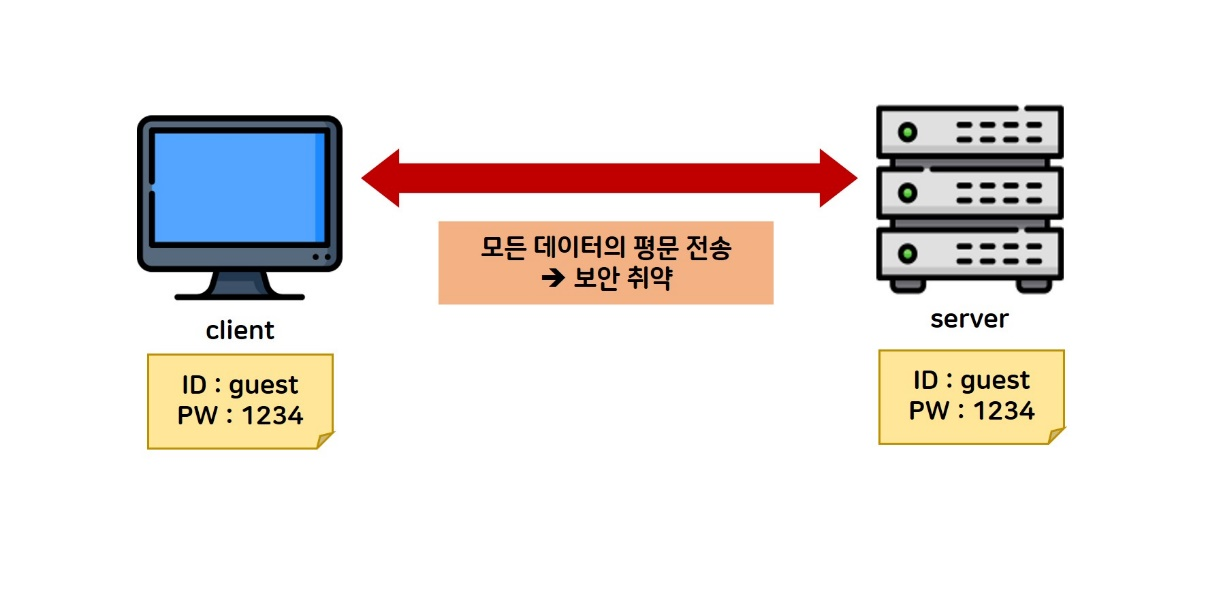 모든 데이터의 평문 전송
➔ 보안 취약
client
ID : guest
PW : 1234
server
ID : guest
PW : 1234